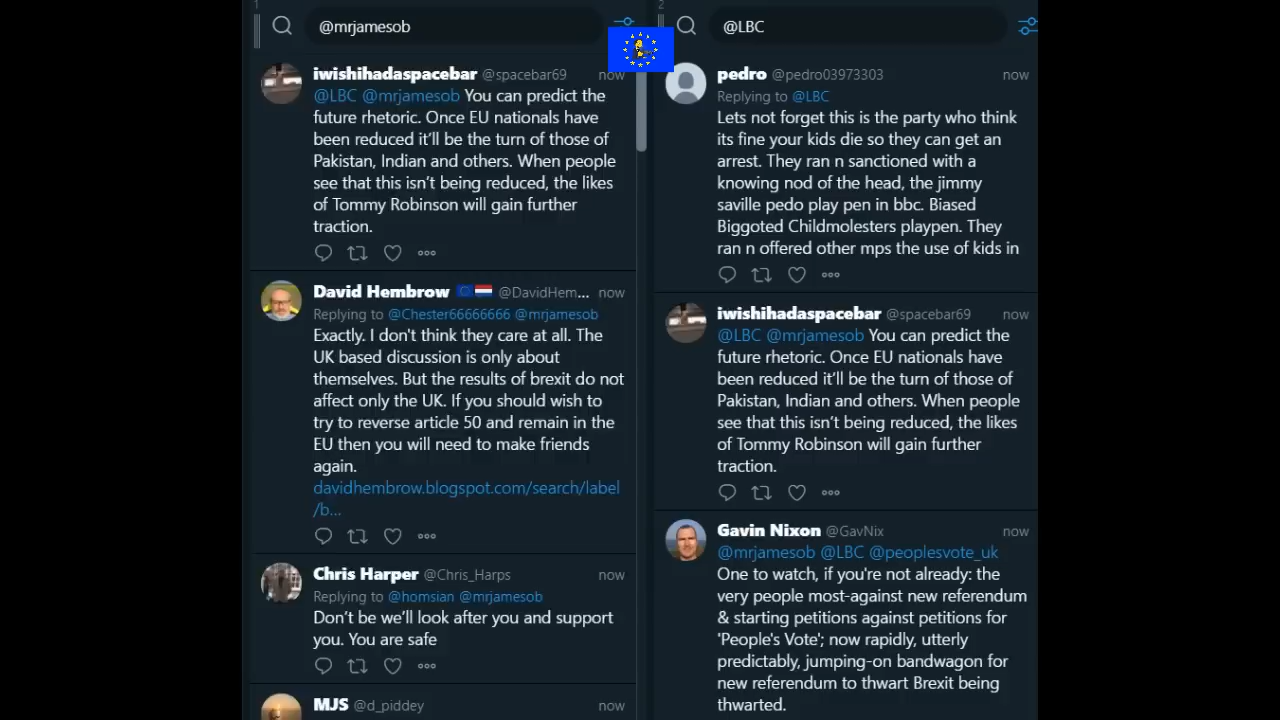 1
@mrjamesob
iwishihadaspacebar @spacebar69 now
@LBC @mrjamesob You can predict the
future rhetoric. Once EU nationals have
been reduced it'll be the turn of those of
Pakistan, Indian and others. When people
see that this isn't being reduced, the likes
of Tommy Robinson will gain further
traction.
David Hembrow @DavidHem... now
Replying to @Chester66666666 @mrjamesob
Exactly. I don't think they care at all. The
UK based discussion is only about
themselves. But the results of brexit do not
affect only the UK. If you should wish to
try to reverse article 50 and remain in the
EU then you will need to make friends
again.
davidhembrow.blogspot.com/search/label
/b...
Chris Harper @Chris_Harps now
Replying to @homsian @mrjamesob
Don't be we'll look after you and support
you. You are safe
MJS @d_piddey now
2
@LBC
pedro @pedro03973303 now
Replying to @LBC
Lets not forget this is the party who think
its fine your kids die so they can get an
arrest. They ran n sanctioned with a
knowing nod of the head, the jimmy
saville pedo play pen in bbc. Biased
Biggoted Childmolesters playpen. They
ran n offered other mps the use of kids in
iwishihadaspacebar @spacebar69 now
@LBC @mrjamesob You can predict the
future rhetoric. Once EU nationals have
been reduced it'll be the turn of those of
Pakistan, Indian and others. When people
see that this isn't being reduced, the likes
of Tommy Robinson will gain further
traction.
Gavin Nixon @GavNix now
@mrjamesob @LBC @peoplesvote_uk
One to watch, if you're not already: the
very people most-against new referendum
& starting petitions against petitions for
'People's Vote'; now rapidly, utterly
predictably, jumping-on bandwagon for
new referendum to thwart Brexit being
thwarted.